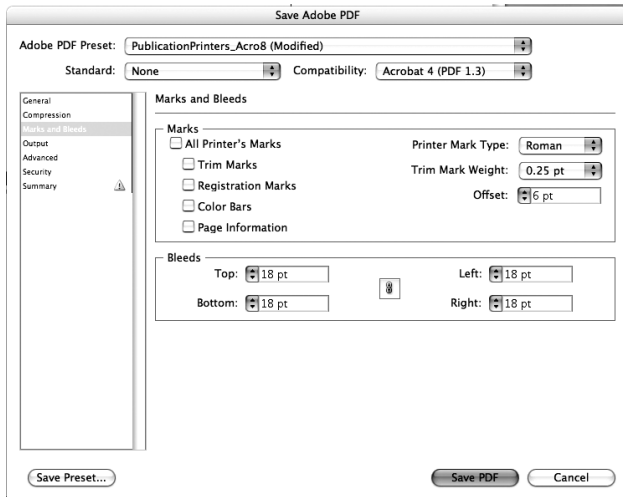 Save Adobe PDF
Adobe PDF Preset: PublicationPrinters_Acro8 (Modified)
Standard: None Compatibility: Acrobat 4 (PDF 1.3)
General
Compression
Marks and Bleeds
Output
Advanced
Security
Summary
Marks and Bleeds
Marks
All Printer's Marks
Trim Marks
Registration Marks
Color Bars
Page Information
Printer Mark Type: Roman
Trim Mark Weight: 0.25 pt
Offset: 6 pt
Bleeds
Top: 18 pt Left: 18 pt
Bottom: 18 pt Right: 18 pt
Save Preset... Save PDF Cancel